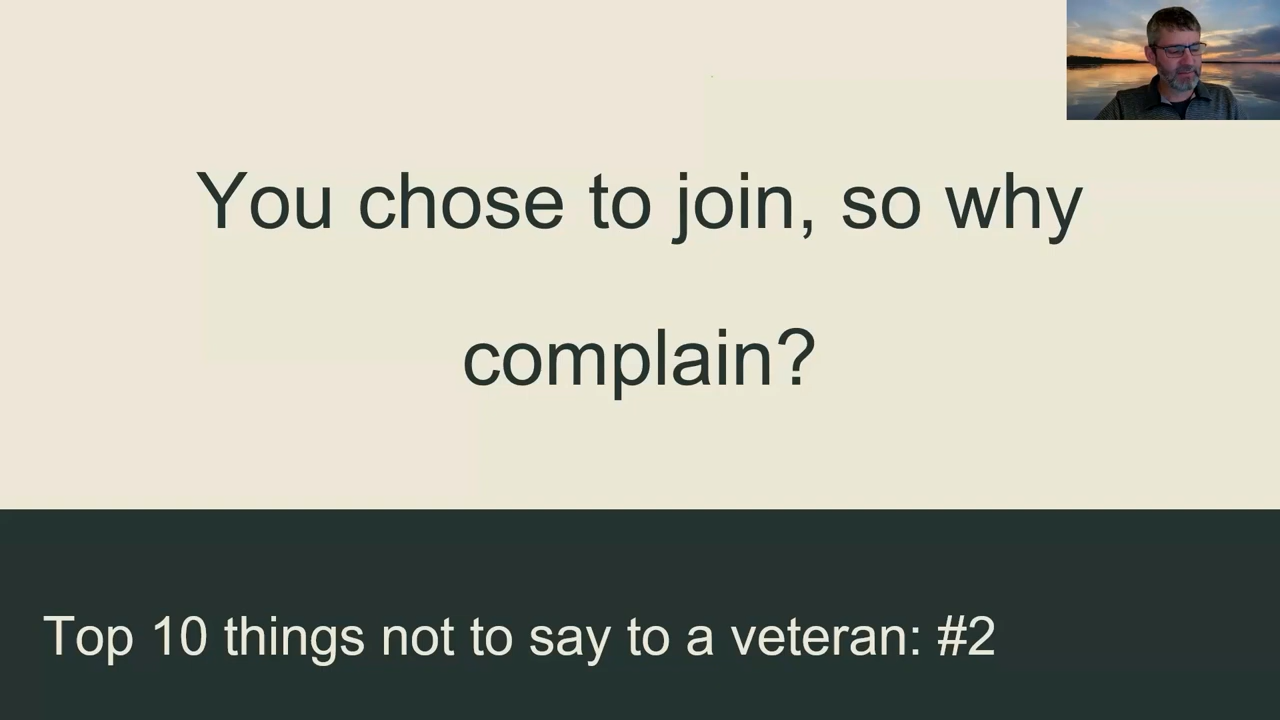 You chose to join, so why
complain?
Top 10 things not to say to a veteran: #2